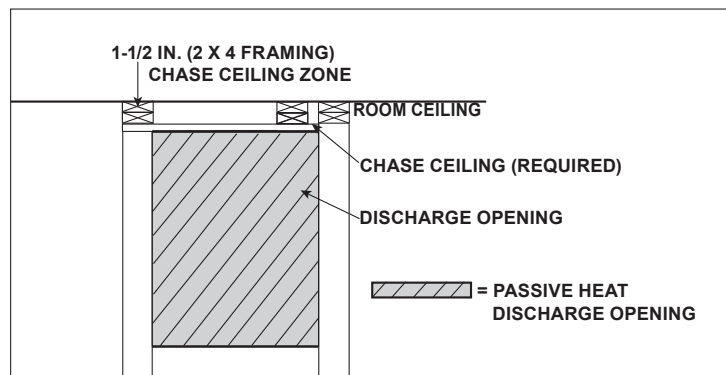 1-1/2 IN. (2 X 4 FRAMING)
CHASE CEILING ZONE
ROOM CEILING
CHASE CEILING (REQUIRED)
DISCHARGE OPENING
= PASSIVE HEAT
DISCHARGE OPENING